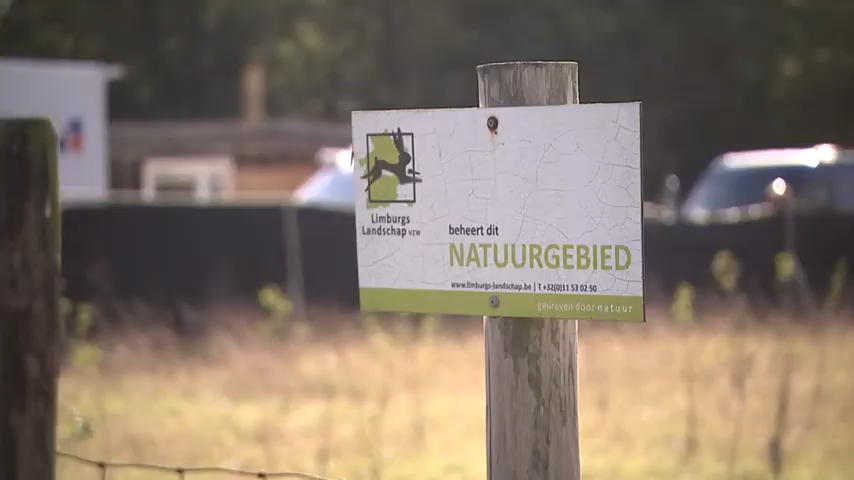 Limburgs
Landschap vzw
beheert dit
NATUURGEBIED
www.limburgs-landschap.be | T +32(0)11 53 02 50
gedreven door natuur